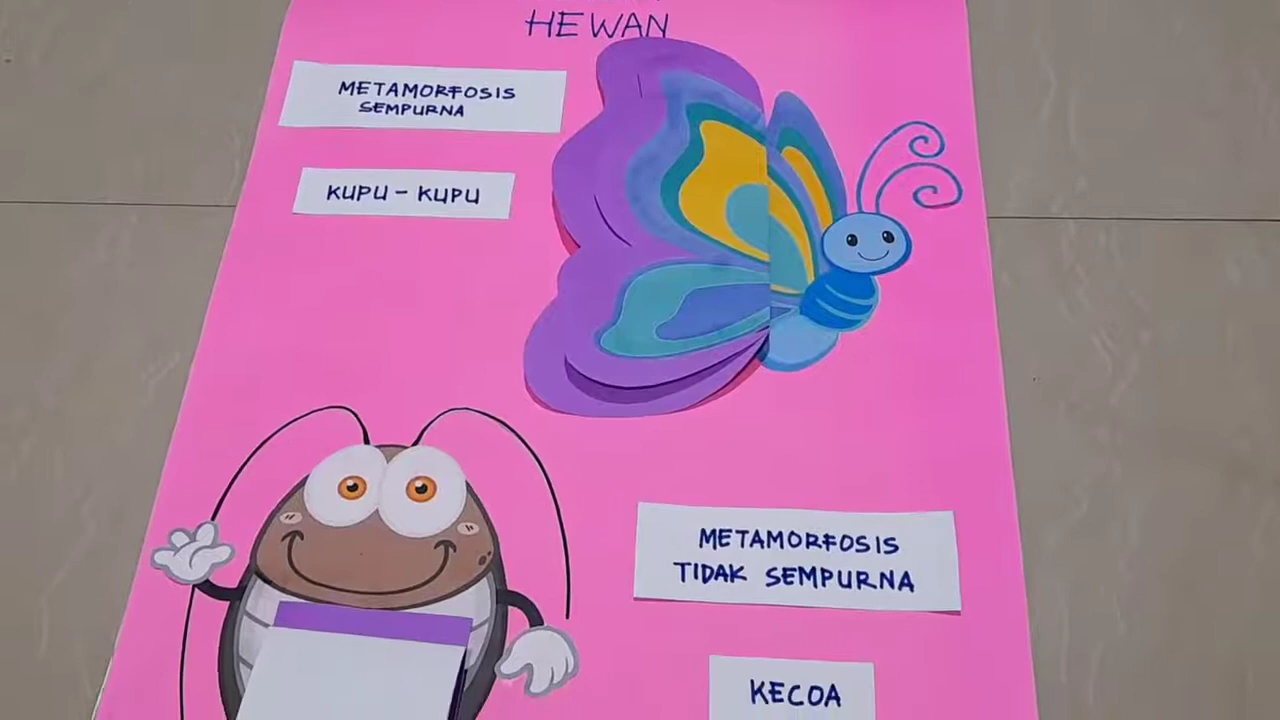 HEWAN
METAMORFOSIS
SEMPURNA
KUPU - KUPU
METAMORFOSIS
TIDAK SEMPURNA
KECOA